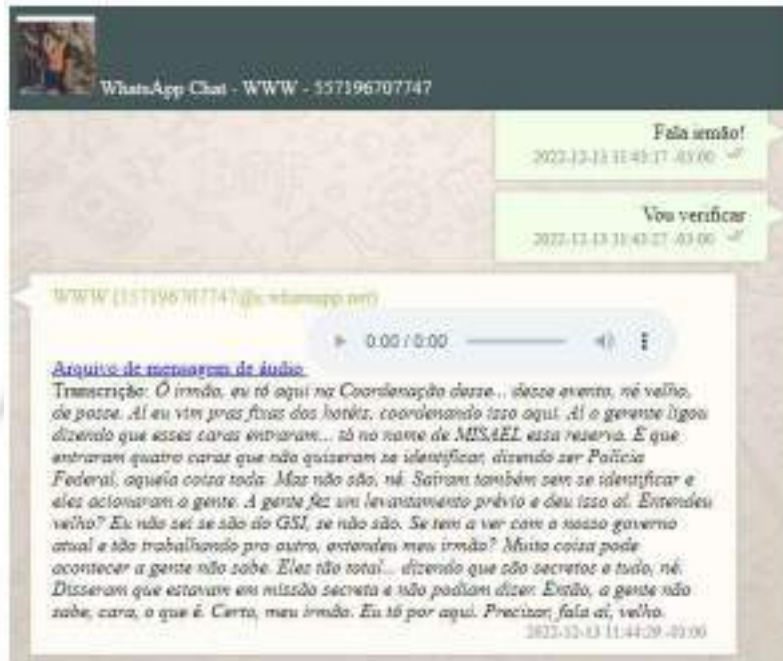 WhatsApp Chat - WWW - 557196707747
Fala irmão!
2022-12-13 11:43:17 -03:00
Vou verificar
2022-12-13 11:43:27 -03:00
WWW (557196707747@s.whatsapp.net)
0:00 / 0:00
Arquivo de mensagem de áudio
Transcrição: Ô irmão, eu tô aqui na Coordenação desse... desse evento, né velho,
de posse. Aí eu vim pras fixas dos hotéis, coordenando isso aqui. Aí o gerente ligou
dizendo que esses caras entraram... tá no nome de MISAEL essa reserva. E que
entraram quatro caras que não quiseram se identificar, dizendo ser Polícia
Federal, aquela coisa toda. Mas não são, né. Saíram também sem se identificar e
eles acionaram a gente. A gente fez um levantamento prévio e deu isso aí. Entendeu
velho? Eu não sei se são do GSI, se não são. Se tem a ver com o nosso governo
atual e tão trabalhando pro outro, entendeu meu irmão? Muita coisa pode
acontecer a gente não sabe. Eles tão total... dizendo que são secretos e tudo, né.
Disseram que estavam em missão secreta e não podiam dizer. Então, a gente não
sabe, cara, o que é. Certo, meu irmão. Eu tô por aqui. Precisar, fala aí, velho.
2022-12-13 11:44:29 -03:00